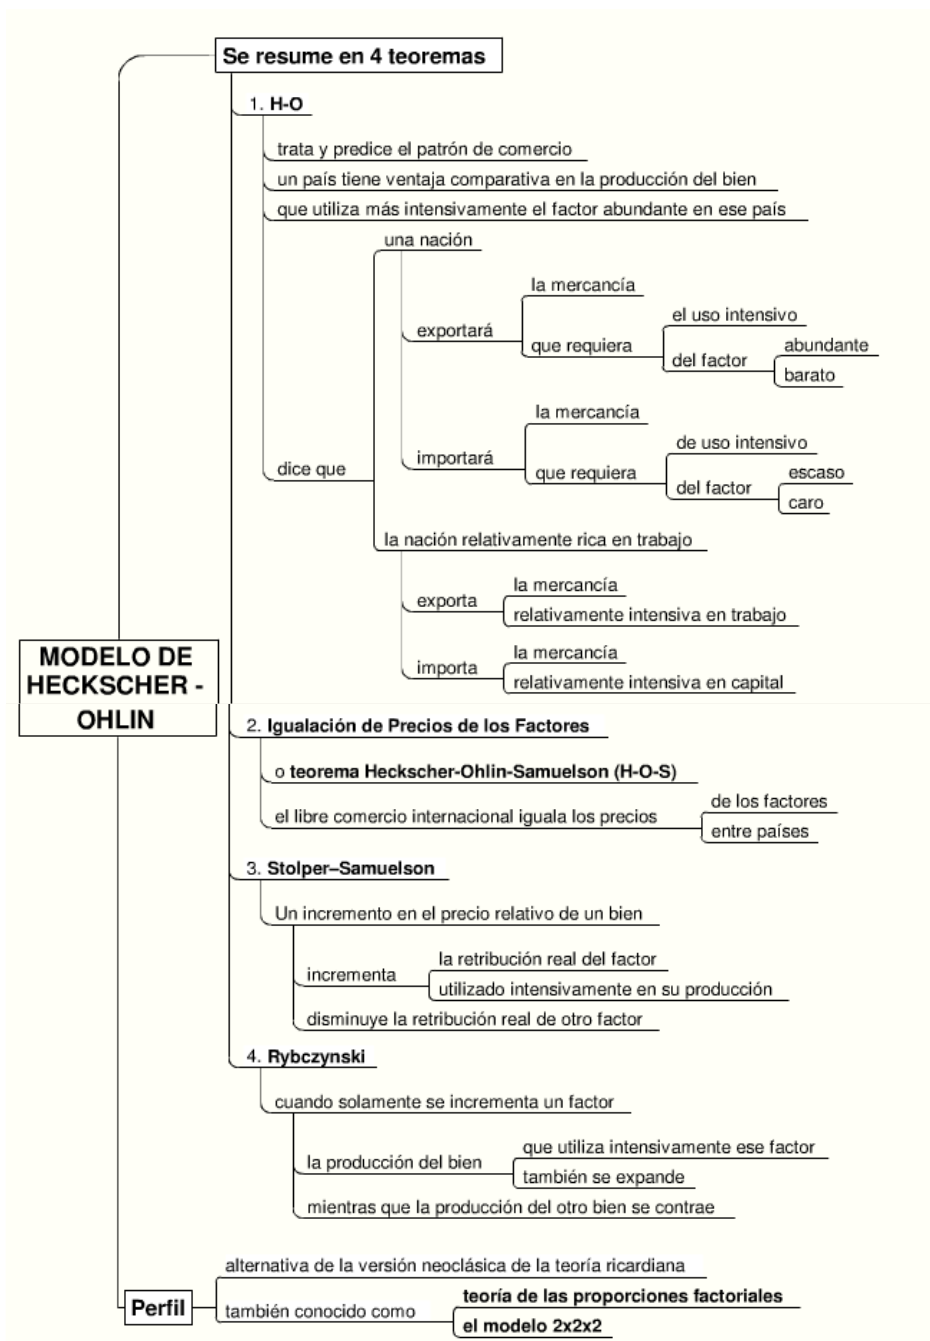 Se resume en 4 teoremas
1. H-O
trata y predice el patrón de comercio
un país tiene ventaja comparativa en la producción del bien
que utiliza más intensivamente el factor abundante en ese país
dice que
una nación
exportará
la mercancía
que requiera
el uso intensivo
del factor
abundante
barato
importará
la mercancía
que requiera
de uso intensivo
del factor
escaso
caro
la nación relativamente rica en trabajo
exporta
la mercancía
relativamente intensiva en trabajo
importa
la mercancía
relativamente intensiva en capital
MODELO DE
HECKSCHER -
OHLIN
2. Igualación de Precios de los Factores
o teorema Heckscher-Ohlin-Samuelson (H-O-S)
el libre comercio internacional iguala los precios
de los factores
entre países
3. Stolper–Samuelson
Un incremento en el precio relativo de un bien
incrementa
la retribución real del factor
utilizado intensivamente en su producción
disminuye la retribución real de otro factor
4. Rybczynski
cuando solamente se incrementa un factor
la producción del bien
que utiliza intensivamente ese factor
también se expande
mientras que la producción del otro bien se contrae
Perfil
alternativa de la versión neoclásica de la teoría ricardiana
también conocido como
teoría de las proporciones factoriales
el modelo 2x2x2